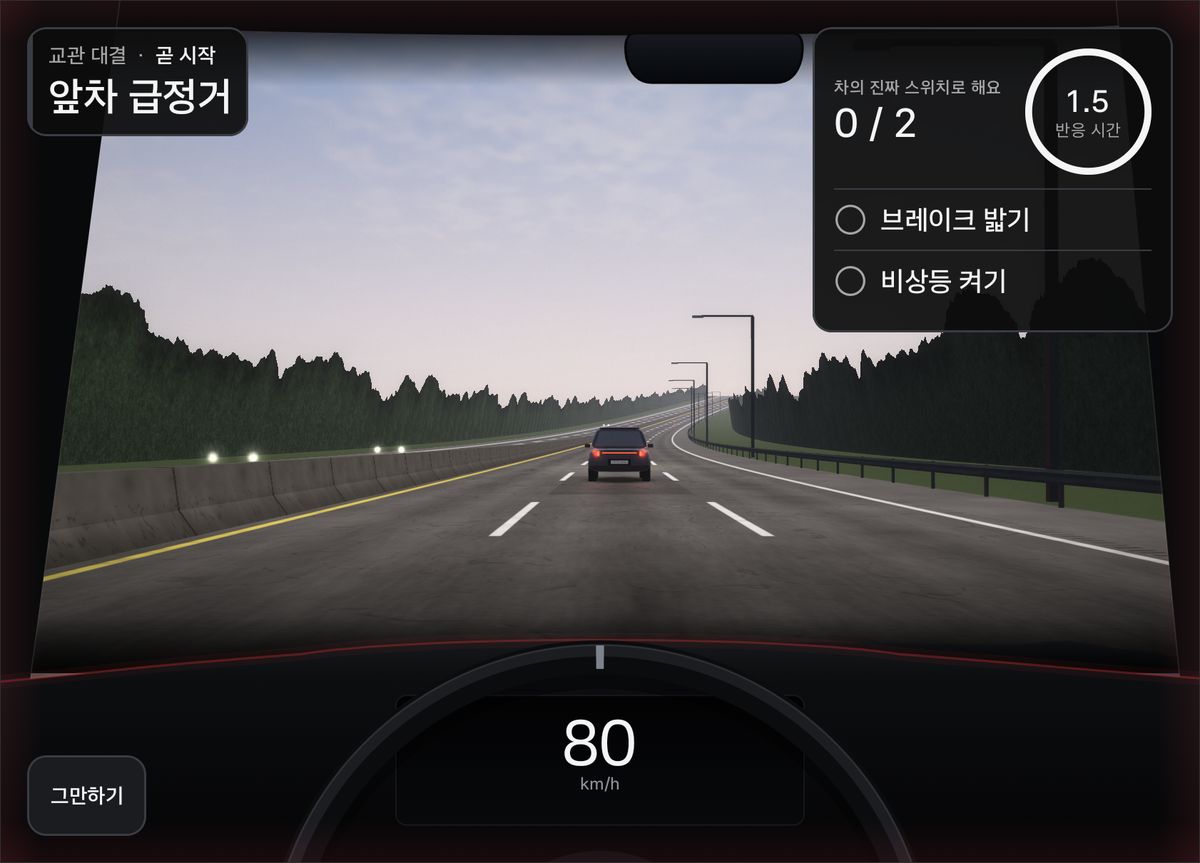 교관 대결 · 곧 시작
앞차 급정거
차의 진짜 스위치로 해요
0 / 2
1.5
반응 시간
브레이크 밟기
비상등 켜기
80
km/h
그만하기